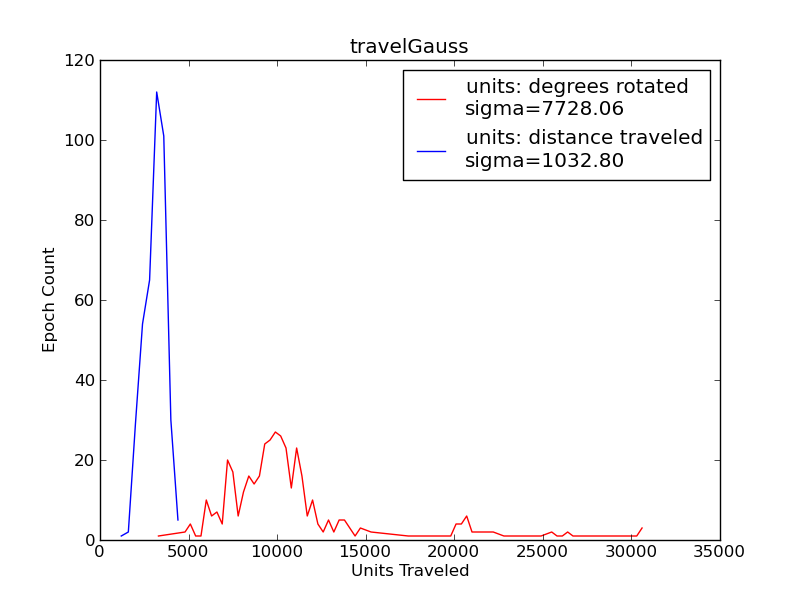 travelGauss
units: degrees rotated
sigma=7728.06
units: distance traveled
sigma=1032.80
Epoch Count
120
100
80
60
40
20
0
0 5000 10000 15000 20000 25000 30000 35000
Units Traveled